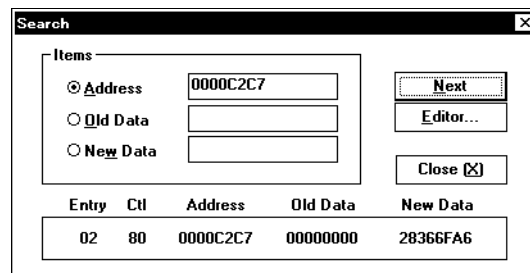 Search
Items
Address 0000C2C7 Next
Old Data Editor...
New Data
Close (X)
Entry Ctl Address Old Data New Data
02 80 0000C2C7 00000000 28366FA6